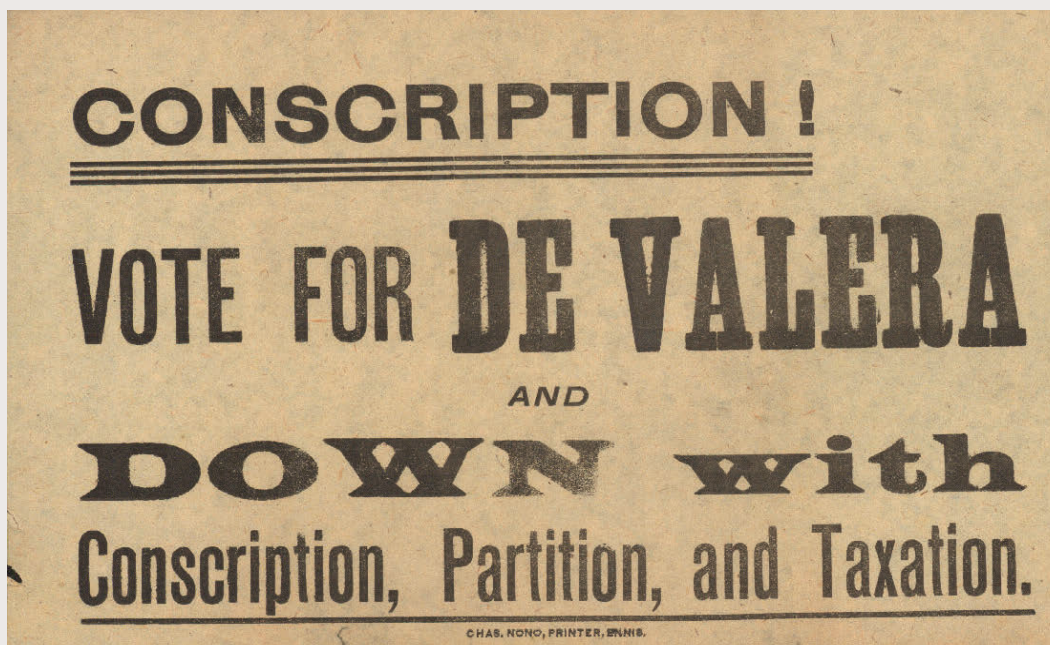 CONSCRIPTION!
VOTE FOR DE VALERA
AND
DOWN with
Conscription, Partition, and Taxation.
CHAS. NONO, PRINTER, ENNIS.